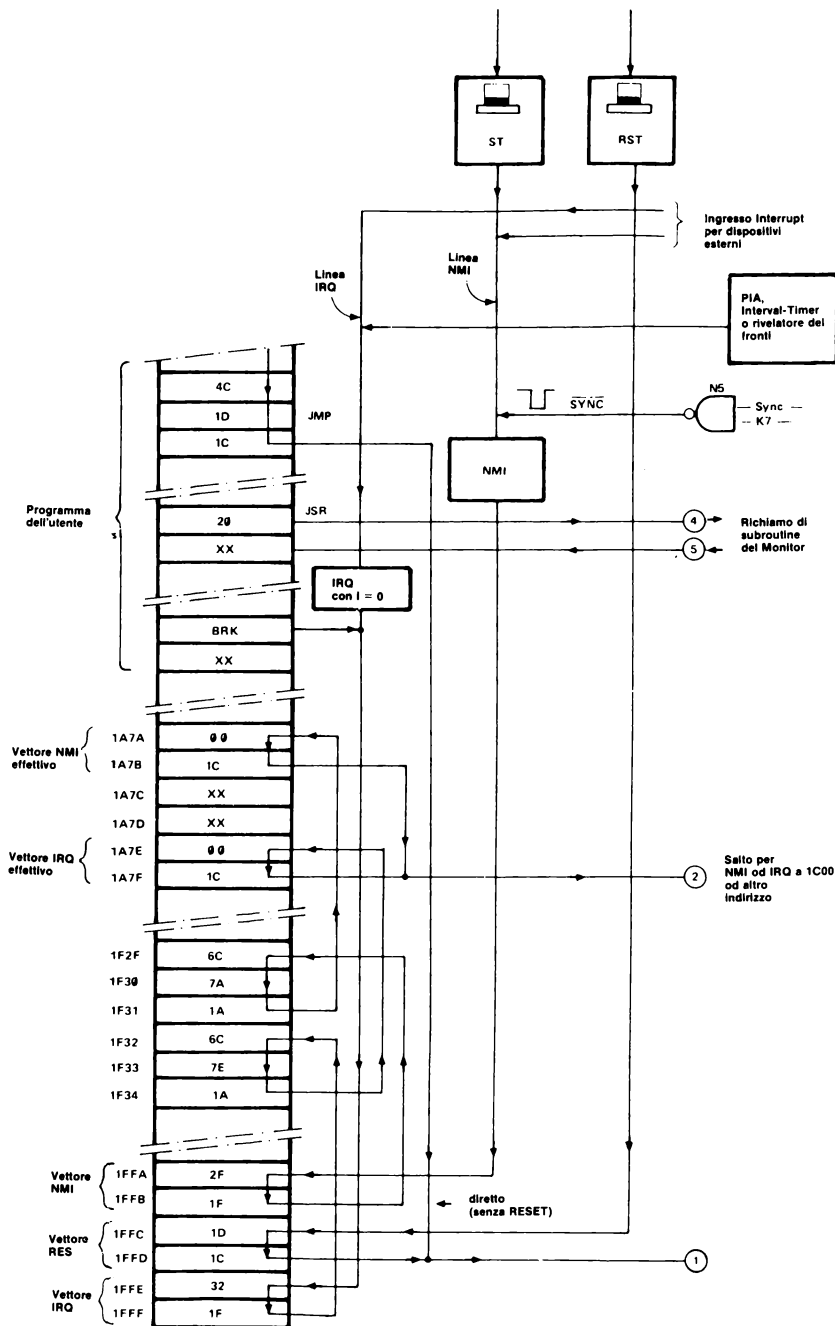 ST
RST
Ingresso Interrupt
per dispositivi
esterni
Linea
IRQ
Linea
NMI
PIA,
Interval-Timer
o rivelatore dei
fronti
N5
SYNC
Sync
K7
4C
1D
JMP
1C
NMI
Programma
dell'utente
JSR
20
4
XX
5
Richiamo di
subroutine
del Monitor
IRQ
con I = 0
BRK
XX
Vettore NMI
effettivo
1A7A
00
1A7B
1C
1A7C
XX
1A7D
XX
Vettore IRQ
effettivo
1A7E
00
1A7F
1C
2
Salto per
NMI od IRQ a 1C00
od altro
indirizzo
1F2F
6C
1F30
7A
1F31
1A
1F32
6C
1F33
7E
1F34
1A
Vettore
NMI
1FFA
2F
1FFB
1F
diretto
(senza RESET)
Vettore
RES
1FFC
1D
1FFD
1C
1
Vettore
IRQ
1FFE
32
1FFF
1F